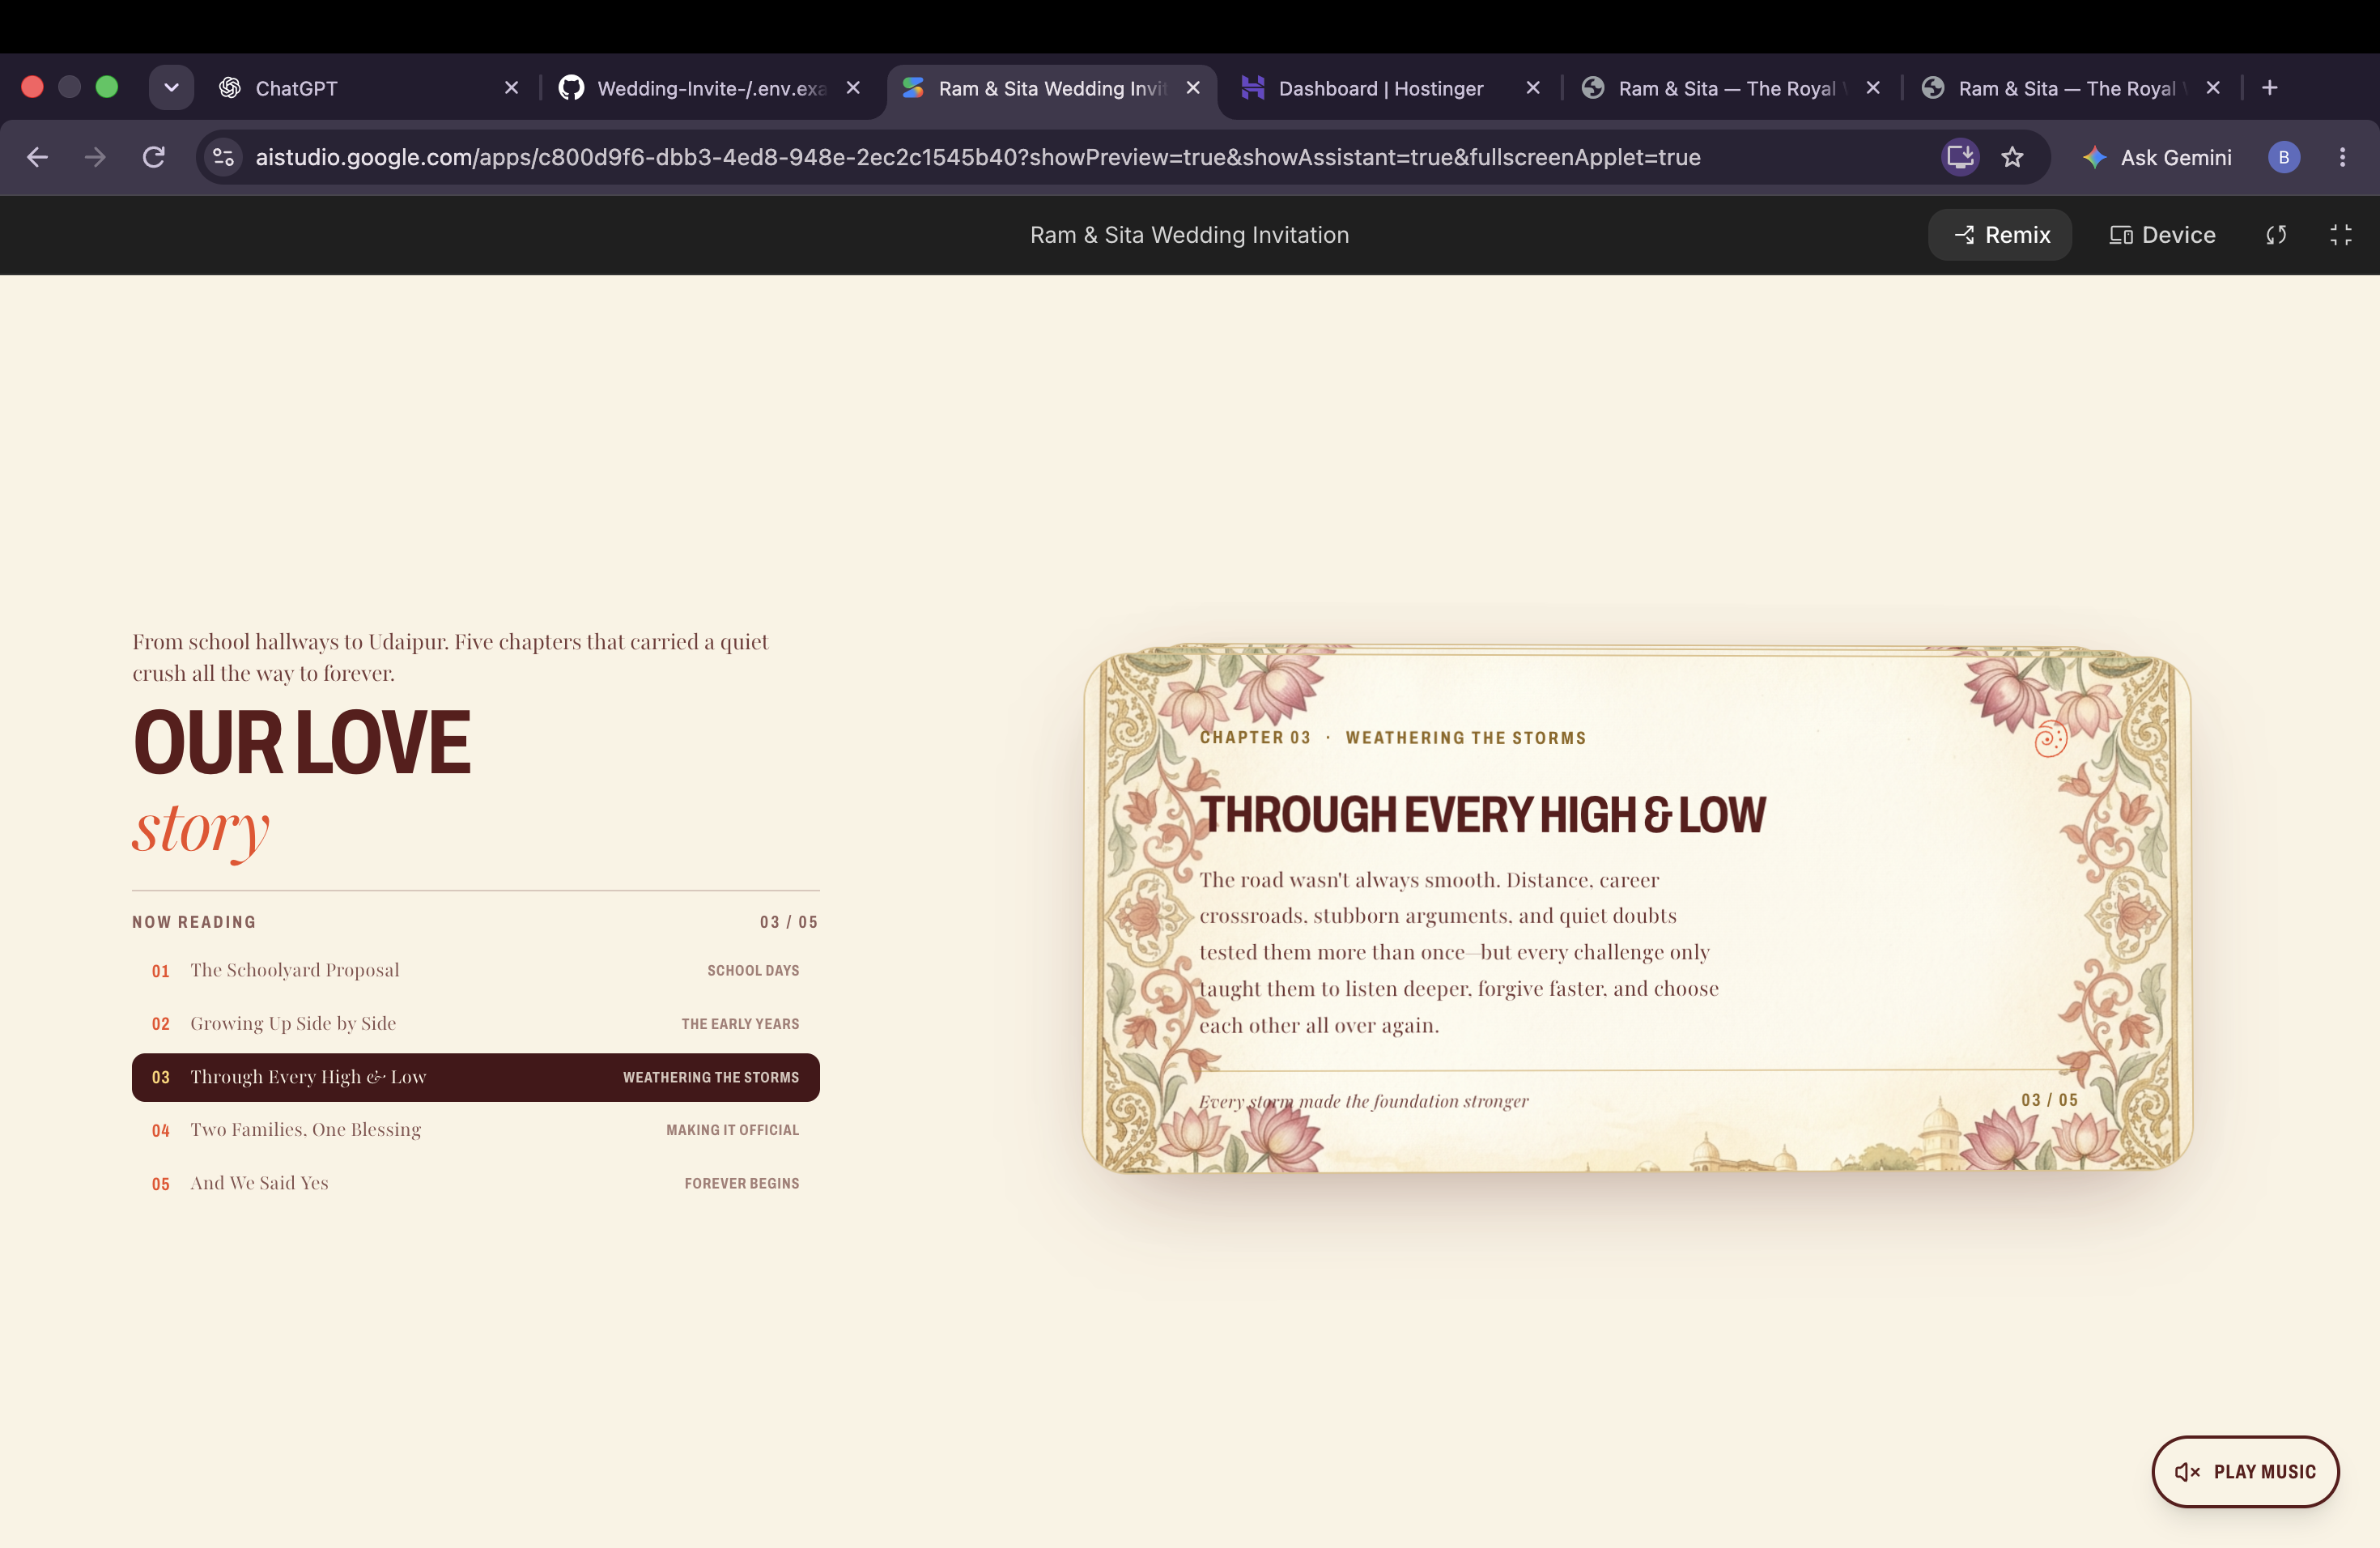 ChatGPT
Wedding-Invite-/.env.exa
Ram & Sita Wedding Invit
Dashboard | Hostinger
Ram & Sita — The Royal
Ram & Sita — The Royal
aistudio.google.com/apps/c800d9f6-dbb3-4ed8-948e-2ec2c1545b40?showPreview=true&showAssistant=true&fullscreenApplet=true
Ask Gemini
B
Ram & Sita Wedding Invitation
Remix
Device
From school hallways to Udaipur. Five chapters that carried a quiet
crush all the way to forever.
OUR LOVE
story
NOW READING 03 / 05
01 The Schoolyard Proposal SCHOOL DAYS
02 Growing Up Side by Side THE EARLY YEARS
03 Through Every High & Low WEATHERING THE STORMS
04 Two Families, One Blessing MAKING IT OFFICIAL
05 And We Said Yes FOREVER BEGINS
CHAPTER 03 · WEATHERING THE STORMS
THROUGH EVERY HIGH & LOW
The road wasn't always smooth. Distance, career
crossroads, stubborn arguments, and quiet doubts
tested them more than once—but every challenge only
taught them to listen deeper, forgive faster, and choose
each other all over again.
Every storm made the foundation stronger
03 / 05
PLAY MUSIC